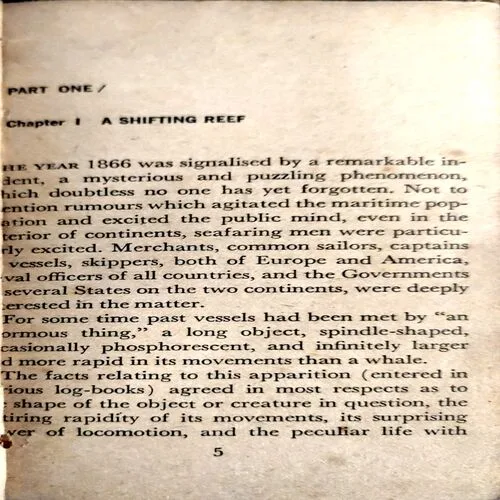 PART ONE /
Chapter I A SHIFTING REEF
HE YEAR 1866 was signalised by a remarkable in-
dent, a mysterious and puzzling phenomenon,
hich doubtless no one has yet forgotten. Not to
ention rumours which agitated the maritime pop-
ation and excited the public mind, even in the
terior of continents, seafaring men were particu-
rly excited. Merchants, common sailors, captains
vessels, skippers, both of Europe and America,
val officers of all countries, and the Governments
several States on the two continents, were deeply
erested in the matter.
For some time past vessels had been met by “an
ormous thing,” a long object, spindle-shaped,
casionally phosphorescent, and infinitely larger
d more rapid in its movements than a whale.
The facts relating to this apparition (entered in
ious log-books) agreed in most respects as to
shape of the object or creature in question, the
tiring rapidity of its movements, its surprising
wer of locomotion, and the peculiar life with
5